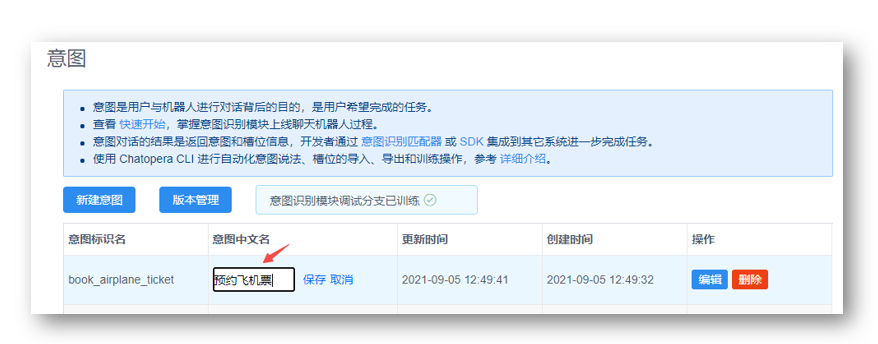 意图
意图是用户与机器人进行对话背后的目的，是用户希望完成的任务。
查看 快速开始，掌握意图识别模块上线聊天机器人过程。
意图对话的结果是返回意图和槽位信息，开发者通过 意图识别匹配器 或 SDK 集成到其它系统进一步完成任务。
使用 Chatopera CLI 进行自动化意图说法、槽位的导入、导出和训练操作，参考 详细介绍。
新建意图 版本管理 意图识别模块调试分支已训练
意图标识名 意图中文名 更新时间 创建时间 操作
book_airplane_ticket 预约飞机票 保存 取消 2021-09-05 12:49:41 2021-09-05 12:49:32 编辑 删除